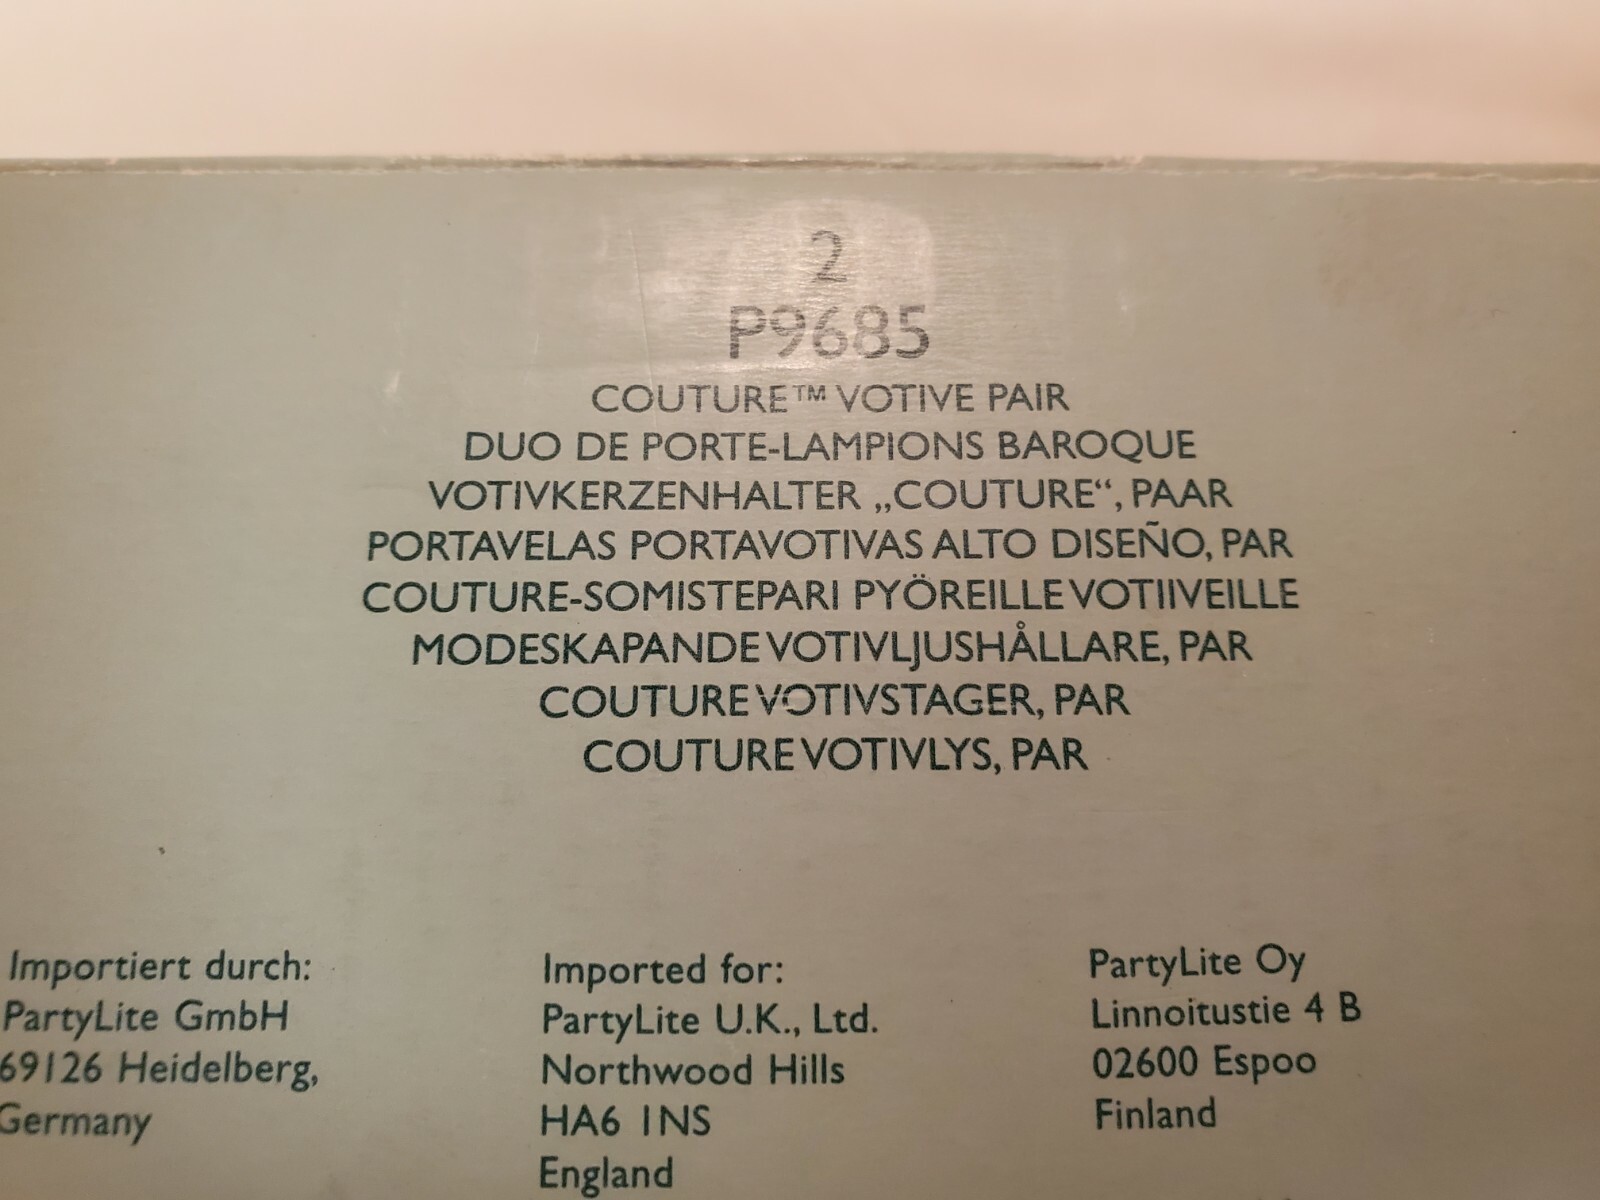 2
P9685
COUTURE™ VOTIVE PAIR
DUO DE PORTE-LAMPIONS BAROQUE
VOTIVKERZENHALTER „COUTURE“, PAAR
PORTAVELAS PORTAVOTIVAS ALTO DISEÑO, PAR
COUTURE-SOMISTEPARI PYÖREILLE VOTIIVEILLE
MODESKAPANDE VOTIVLJUSHÅLLARE, PAR
COUTURE VOTIVSTAGER, PAR
COUTURE VOTIVLYS, PAR
Importiert durch:
PartyLite GmbH
69126 Heidelberg,
Germany
Imported for:
PartyLite U.K., Ltd.
Northwood Hills
HA6 1NS
England
PartyLite Oy
Linnoitustie 4 B
02600 Espoo
Finland